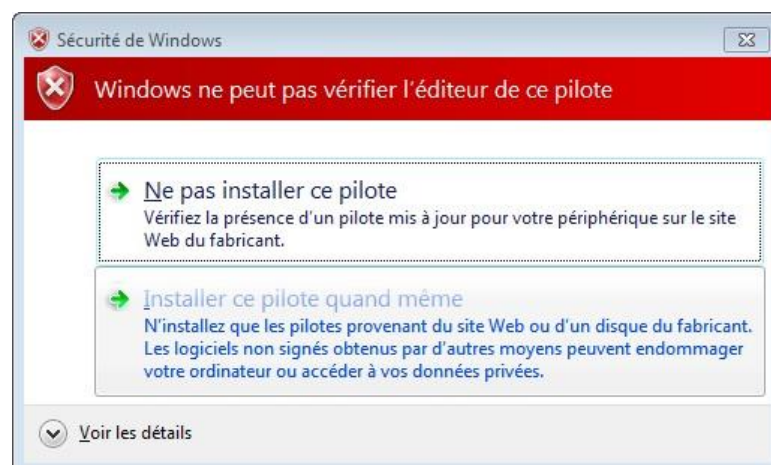 Sécurité de Windows
Windows ne peut pas vérifier l'éditeur de ce pilote
Ne pas installer ce pilote
Vérifiez la présence d'un pilote mis à jour pour votre périphérique sur le site
Web du fabricant.
Installer ce pilote quand même
N'installez que les pilotes provenant du site Web ou d'un disque du fabricant.
Les logiciels non signés obtenus par d'autres moyens peuvent endommager
votre ordinateur ou accéder à vos données privées.
Voir les détails